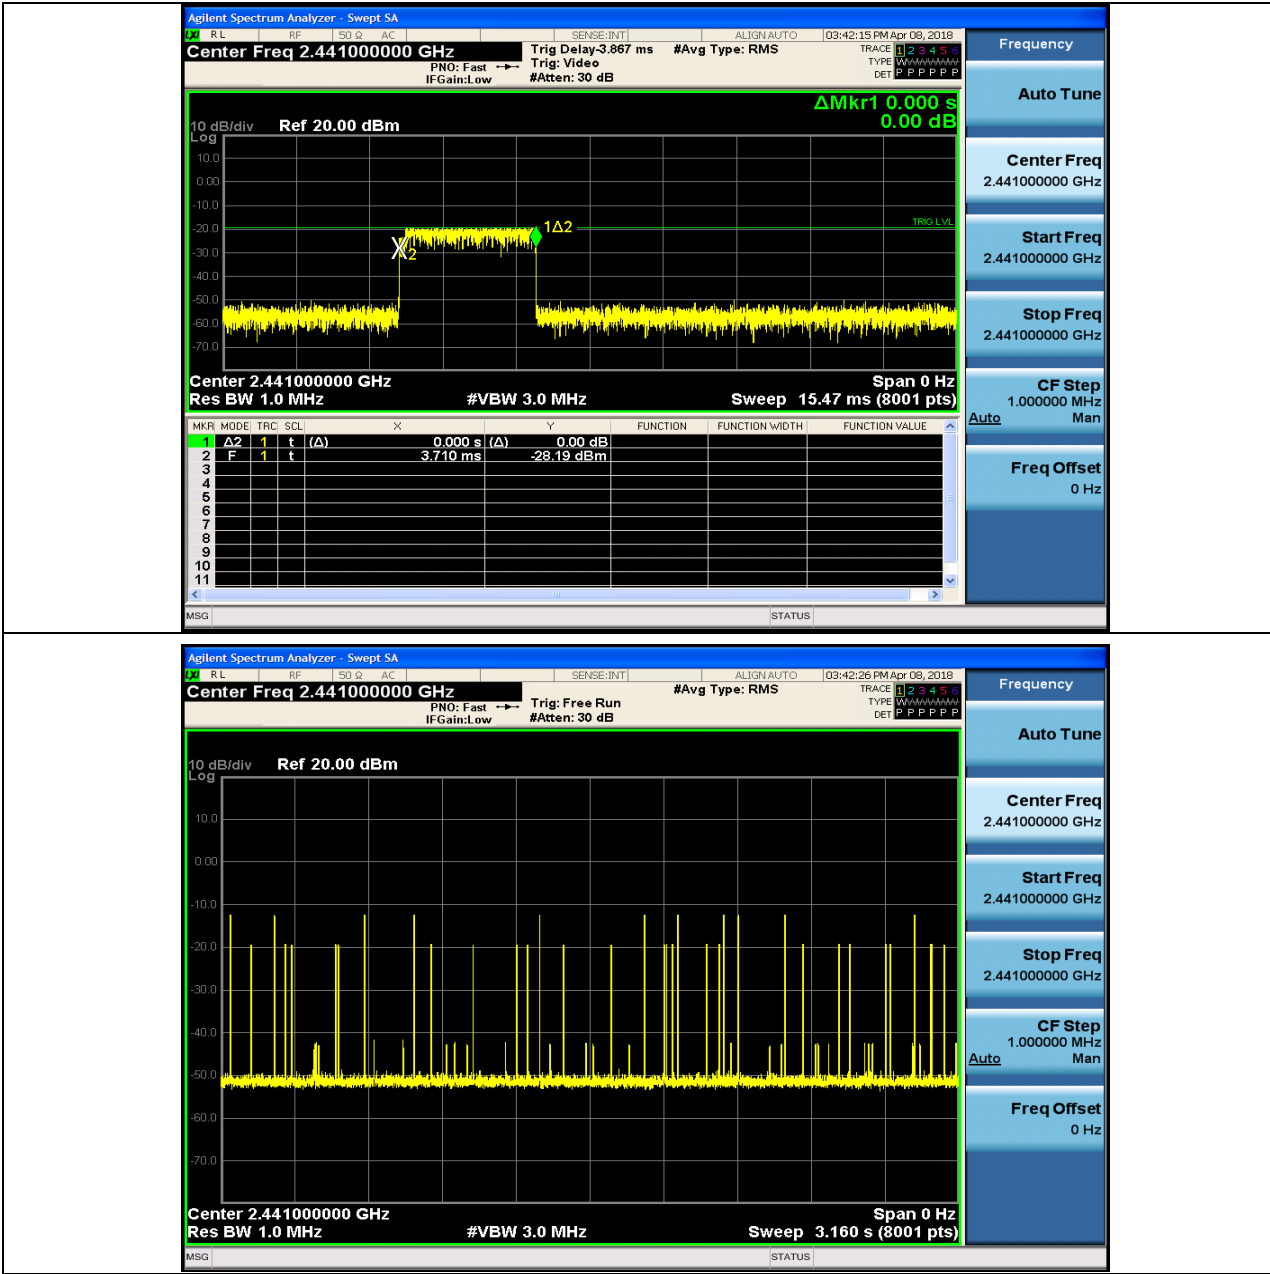 Agilent Spectrum Analyzer - Swept SA
LXI RL RF 50 Ω AC SENSE:INT ALIGN AUTO 03:42:15 PM Apr 08, 2018
Center Freq 2.441000000 GHz Trig Delay-3.867 ms #Avg Type: RMS TRACE 1 2 3 4 5 6
PNO: Fast Trig: Video TYPE
IFGain:Low #Atten: 30 dB DET P P P P P P
ΔMkr1 0.000 s
0.00 dB
10 dB/div Ref 20.00 dBm
Log
10.0
0.00
-10.0
-20.0
TRIG LVL
1Δ2
2
-30.0
-40.0
-50.0
-60.0
-70.0
Center 2.441000000 GHz Span 0 Hz
Res BW 1.0 MHz #VBW 3.0 MHz Sweep 15.47 ms (8001 pts)
MKR MODE TRC SCL X Y FUNCTION FUNCTION WIDTH FUNCTION VALUE
1 Δ2 1 t (Δ) 0.000 s (Δ) 0.00 dB
2 F 1 t 3.710 ms -28.19 dBm
3
4
5
6
7
8
9
10
11
MSG STATUS
Frequency
Auto Tune
Center Freq
2.441000000 GHz
Start Freq
2.441000000 GHz
Stop Freq
2.441000000 GHz
CF Step
1.000000 MHz
Auto Man
Freq Offset
0 Hz
Agilent Spectrum Analyzer - Swept SA
LXI RL RF 50 Ω AC SENSE:INT ALIGN AUTO 03:42:26 PM Apr 08, 2018
Center Freq 2.441000000 GHz #Avg Type: RMS TRACE 1 2 3 4 5 6
PNO: Fast Trig: Free Run TYPE
IFGain:Low #Atten: 30 dB DET P P P P P P
10 dB/div Ref 20.00 dBm
Log
10.0
0.00
-10.0
-20.0
-30.0
-40.0
-50.0
-60.0
-70.0
Center 2.441000000 GHz Span 0 Hz
Res BW 1.0 MHz #VBW 3.0 MHz Sweep 3.160 s (8001 pts)
MSG STATUS
Frequency
Auto Tune
Center Freq
2.441000000 GHz
Start Freq
2.441000000 GHz
Stop Freq
2.441000000 GHz
CF Step
1.000000 MHz
Auto Man
Freq Offset
0 Hz